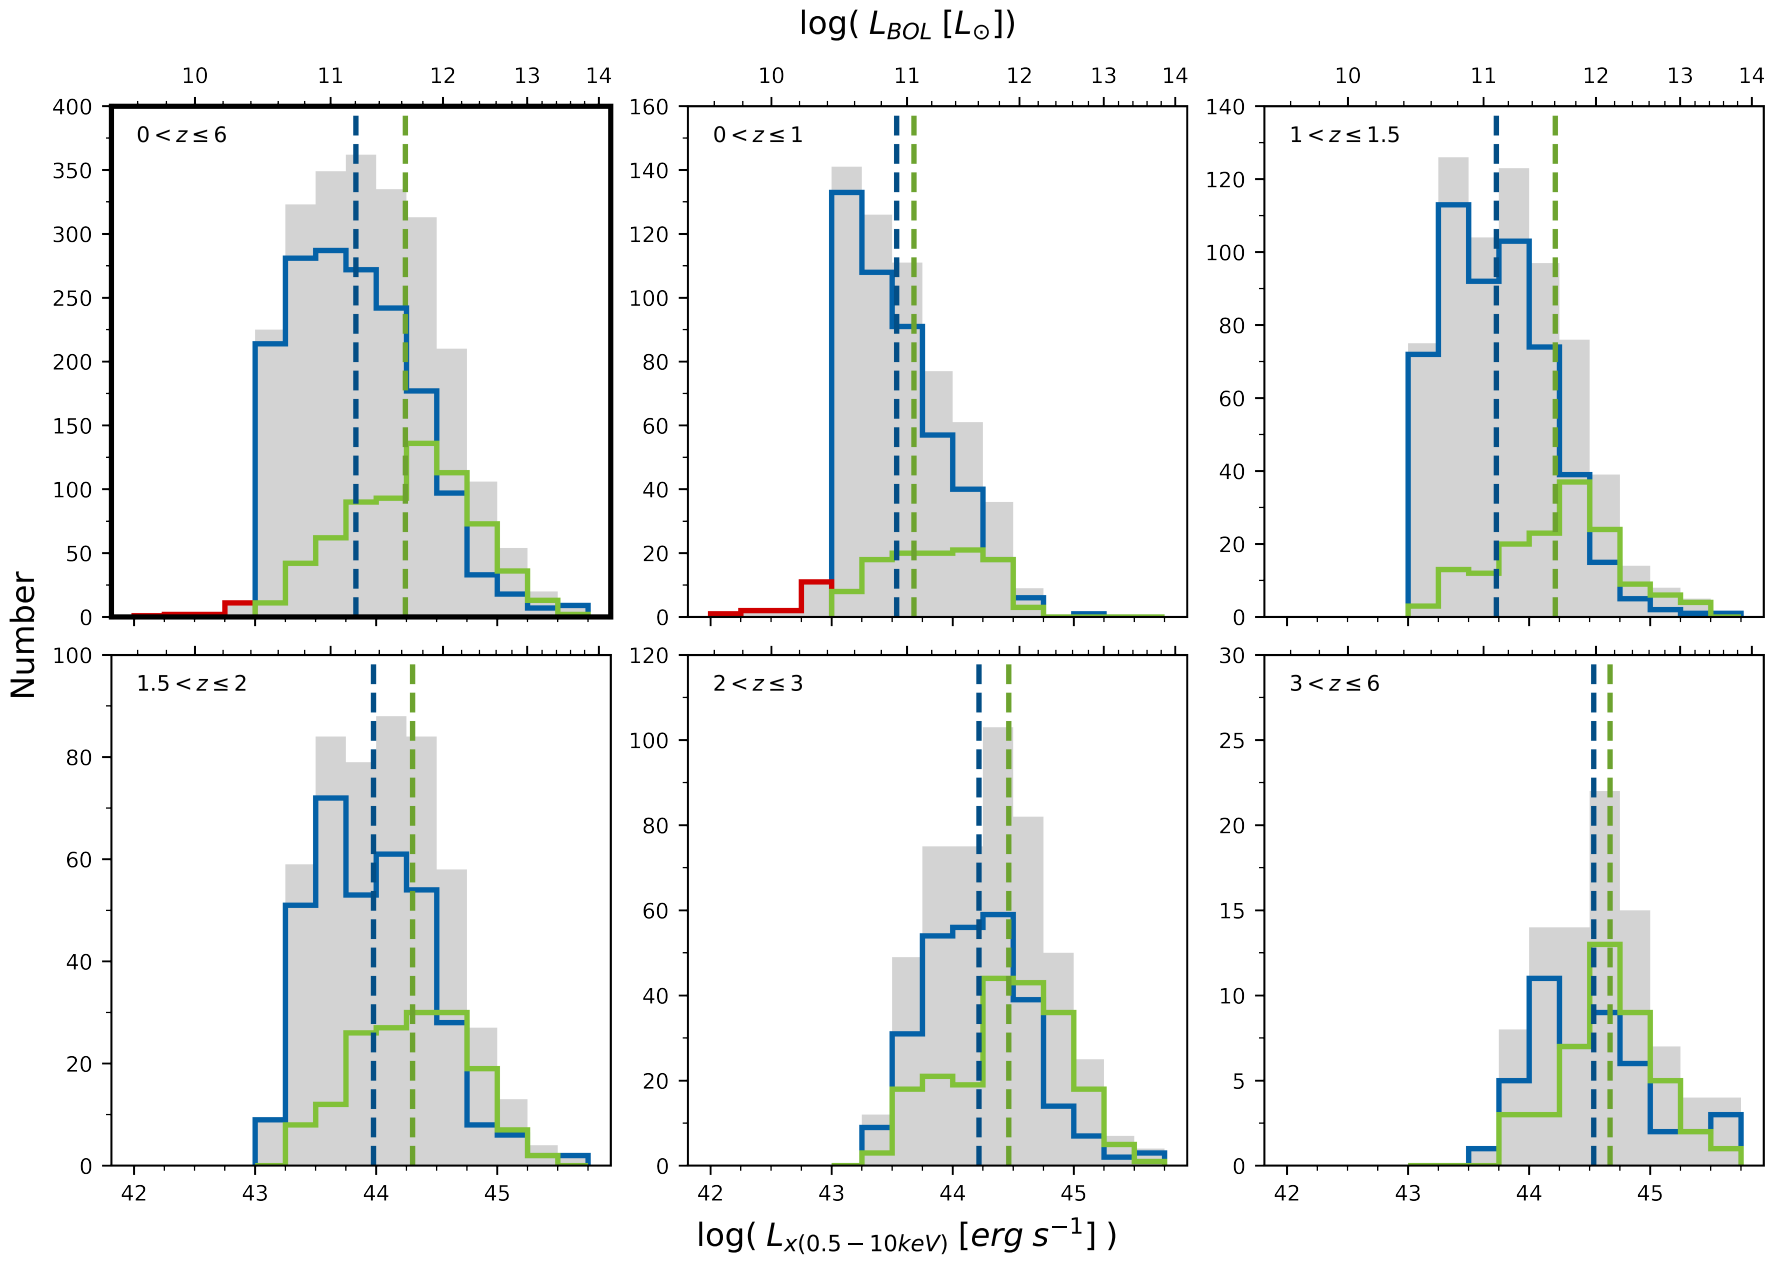 log( L_BOL [L_⊙])
10 11 12 13 14 10 11 12 13 14 10 11 12 13 14
0 < z ≤ 6 0 < z ≤ 1 1 < z ≤ 1.5
400 350 300 250 200 150 100 50 0
160 140 120 100 80 60 40 20 0
140 120 100 80 60 40 20 0
Number
1.5 < z ≤ 2 2 < z ≤ 3 3 < z ≤ 6
100 80 60 40 20 0
120 100 80 60 40 20 0
30 25 20 15 10 5 0
42 43 44 45 42 43 44 45 42 43 44 45
log( L_x(0.5−10keV) [erg s⁻¹] )